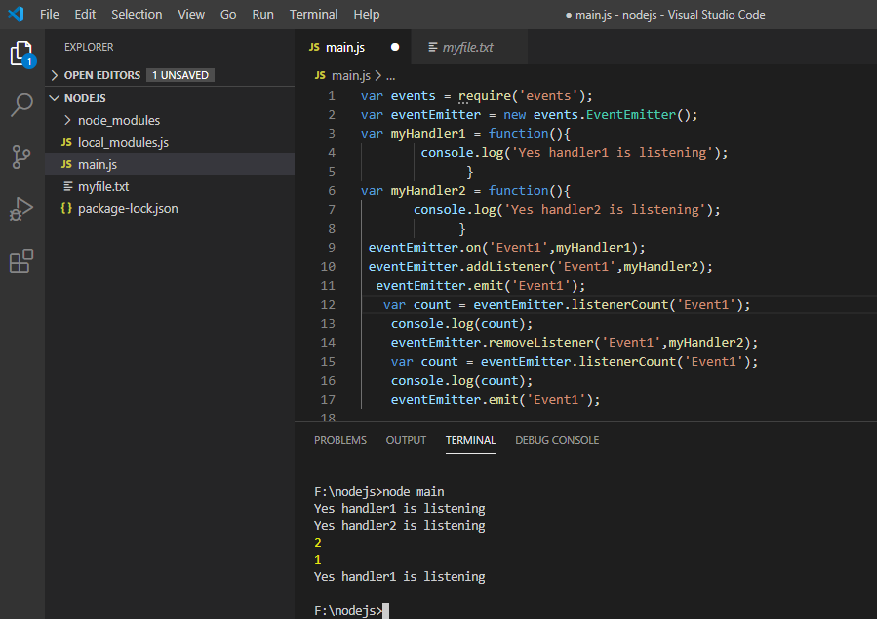 File Edit Selection View Go Run Terminal Help ● main.js - nodejs - Visual Studio Code
EXPLORER
OPEN EDITORS 1 UNSAVED
NODEJS
node_modules
JS local_modules.js
JS main.js
myfile.txt
{} package-lock.json
1
JS main.js ● myfile.txt
JS main.js > ...
1 var events = require('events');
2 var eventEmitter = new events.EventEmitter();
3 var myHandler1 = function(){
4 console.log('Yes handler1 is listening');
5 }
6 var myHandler2 = function(){
7 console.log('Yes handler2 is listening');
8 }
9 eventEmitter.on('Event1',myHandler1);
10 eventEmitter.addListener('Event1',myHandler2);
11 eventEmitter.emit('Event1');
12 var count = eventEmitter.listenerCount('Event1');
13 console.log(count);
14 eventEmitter.removeListener('Event1',myHandler2);
15 var count = eventEmitter.listenerCount('Event1');
16 console.log(count);
17 eventEmitter.emit('Event1');
18
PROBLEMS OUTPUT TERMINAL DEBUG CONSOLE
F:\nodejs>node main
Yes handler1 is listening
Yes handler2 is listening
2
1
Yes handler1 is listening
F:\nodejs>